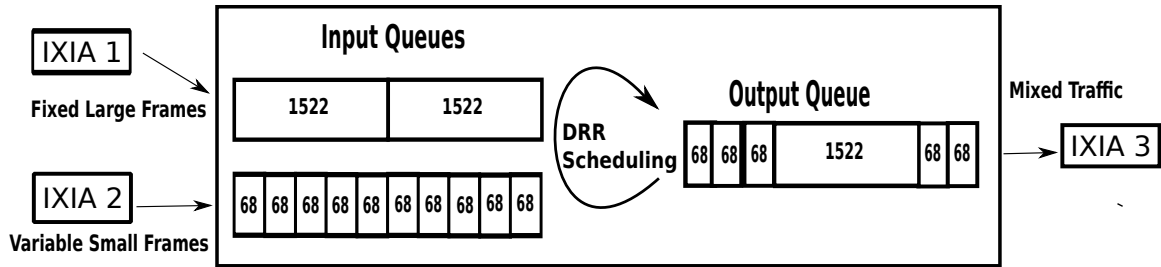 IXIA 1
Fixed Large Frames
IXIA 2
Variable Small Frames
Input Queues
1522 1522
68 68 68 68 68 68 68 68 68 68
DRR
Scheduling
Output Queue
68 68 68 1522 68 68
Mixed Traffic
IXIA 3